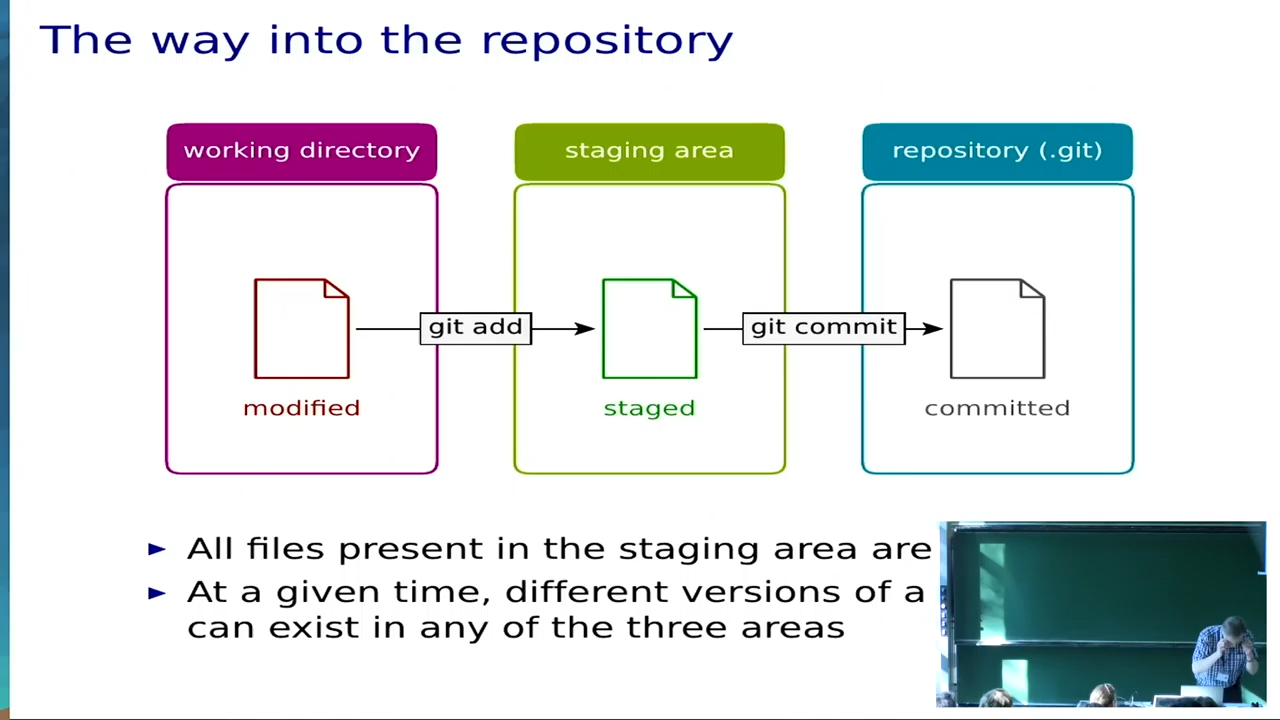 The way into the repository
working directory
staging area
repository (.git)
git add
git commit
modified
staged
committed
► All files present in the staging area are
► At a given time, different versions of a
can exist in any of the three areas